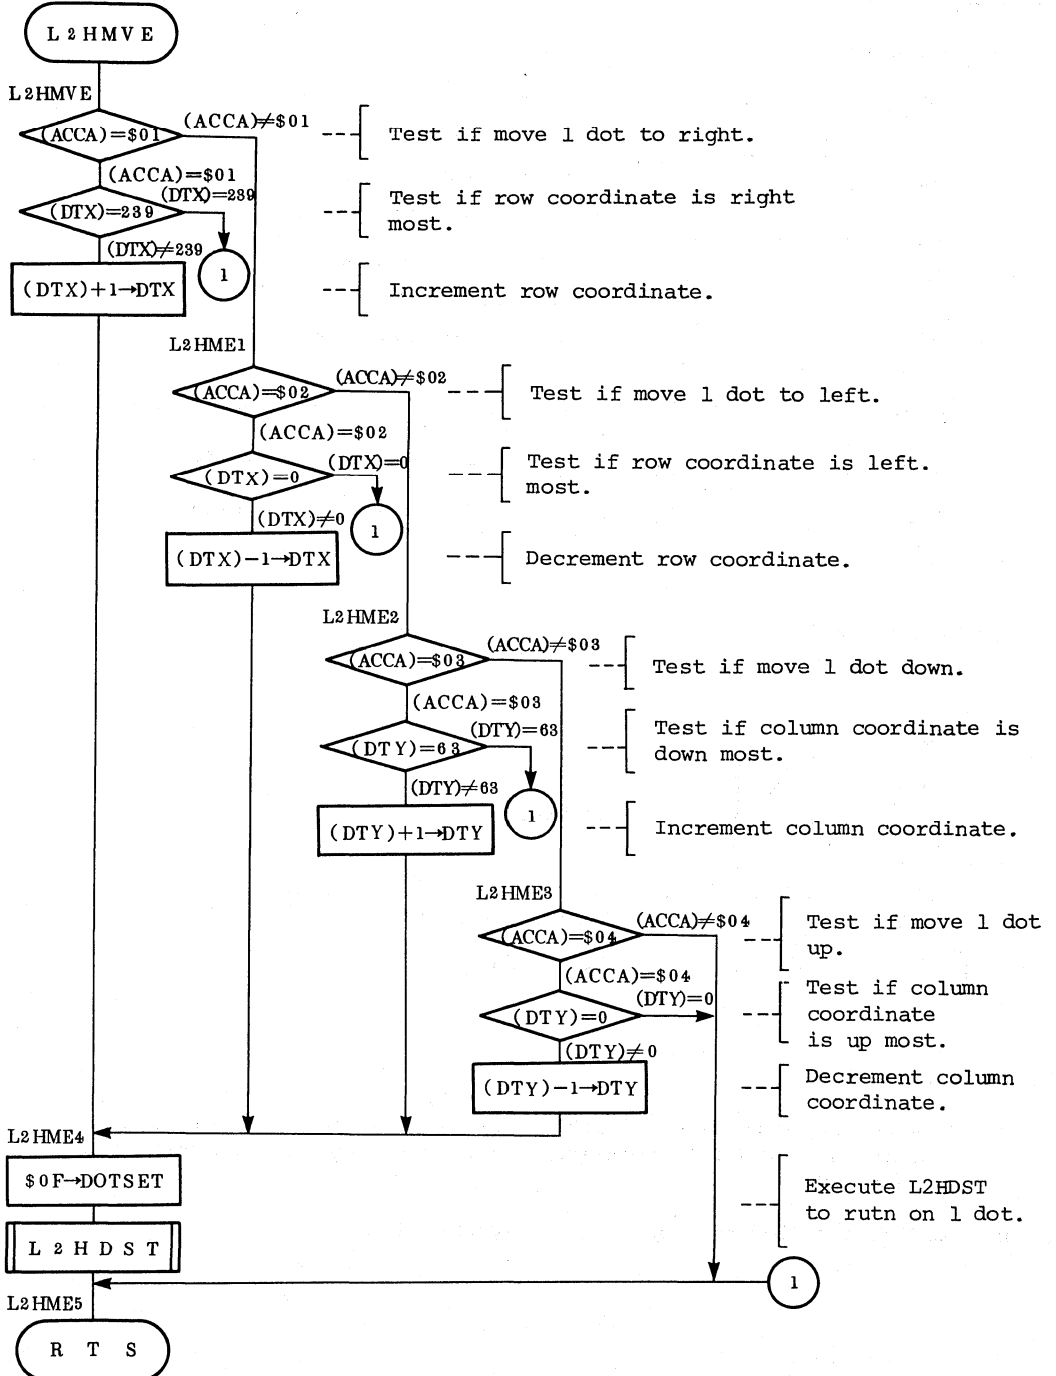 L2HMVE
L2HMVE
(ACCA)=$01
(ACCA)≠$01
Test if move 1 dot to right.
(ACCA)=$01
(DTX)=239
(DTX)=239
Test if row coordinate is right
most.
(DTX)≠239
1
(DTX)+1→DTX
Increment row coordinate.
L2HME1
(ACCA)=$02
(ACCA)≠$02
Test if move 1 dot to left.
(ACCA)=$02
(DTX)=0
(DTX)=0
Test if row coordinate is left.
most.
(DTX)≠0
1
(DTX)-1→DTX
Decrement row coordinate.
L2HME2
(ACCA)=$03
(ACCA)≠$03
Test if move 1 dot down.
(ACCA)=$03
(DTY)=63
(DTY)=63
Test if column coordinate is
down most.
(DTY)≠63
1
(DTY)+1→DTY
Increment column coordinate.
L2HME3
(ACCA)=$04
(ACCA)≠$04
Test if move 1 dot
up.
(ACCA)=$04
(DTY)=0
(DTY)=0
Test if column
coordinate
is up most.
(DTY)≠0
(DTY)-1→DTY
Decrement column
coordinate.
L2HME4
$0F→DOTSET
Execute L2HDST
to rutn on 1 dot.
L2HDST
1
L2HME5
RTS